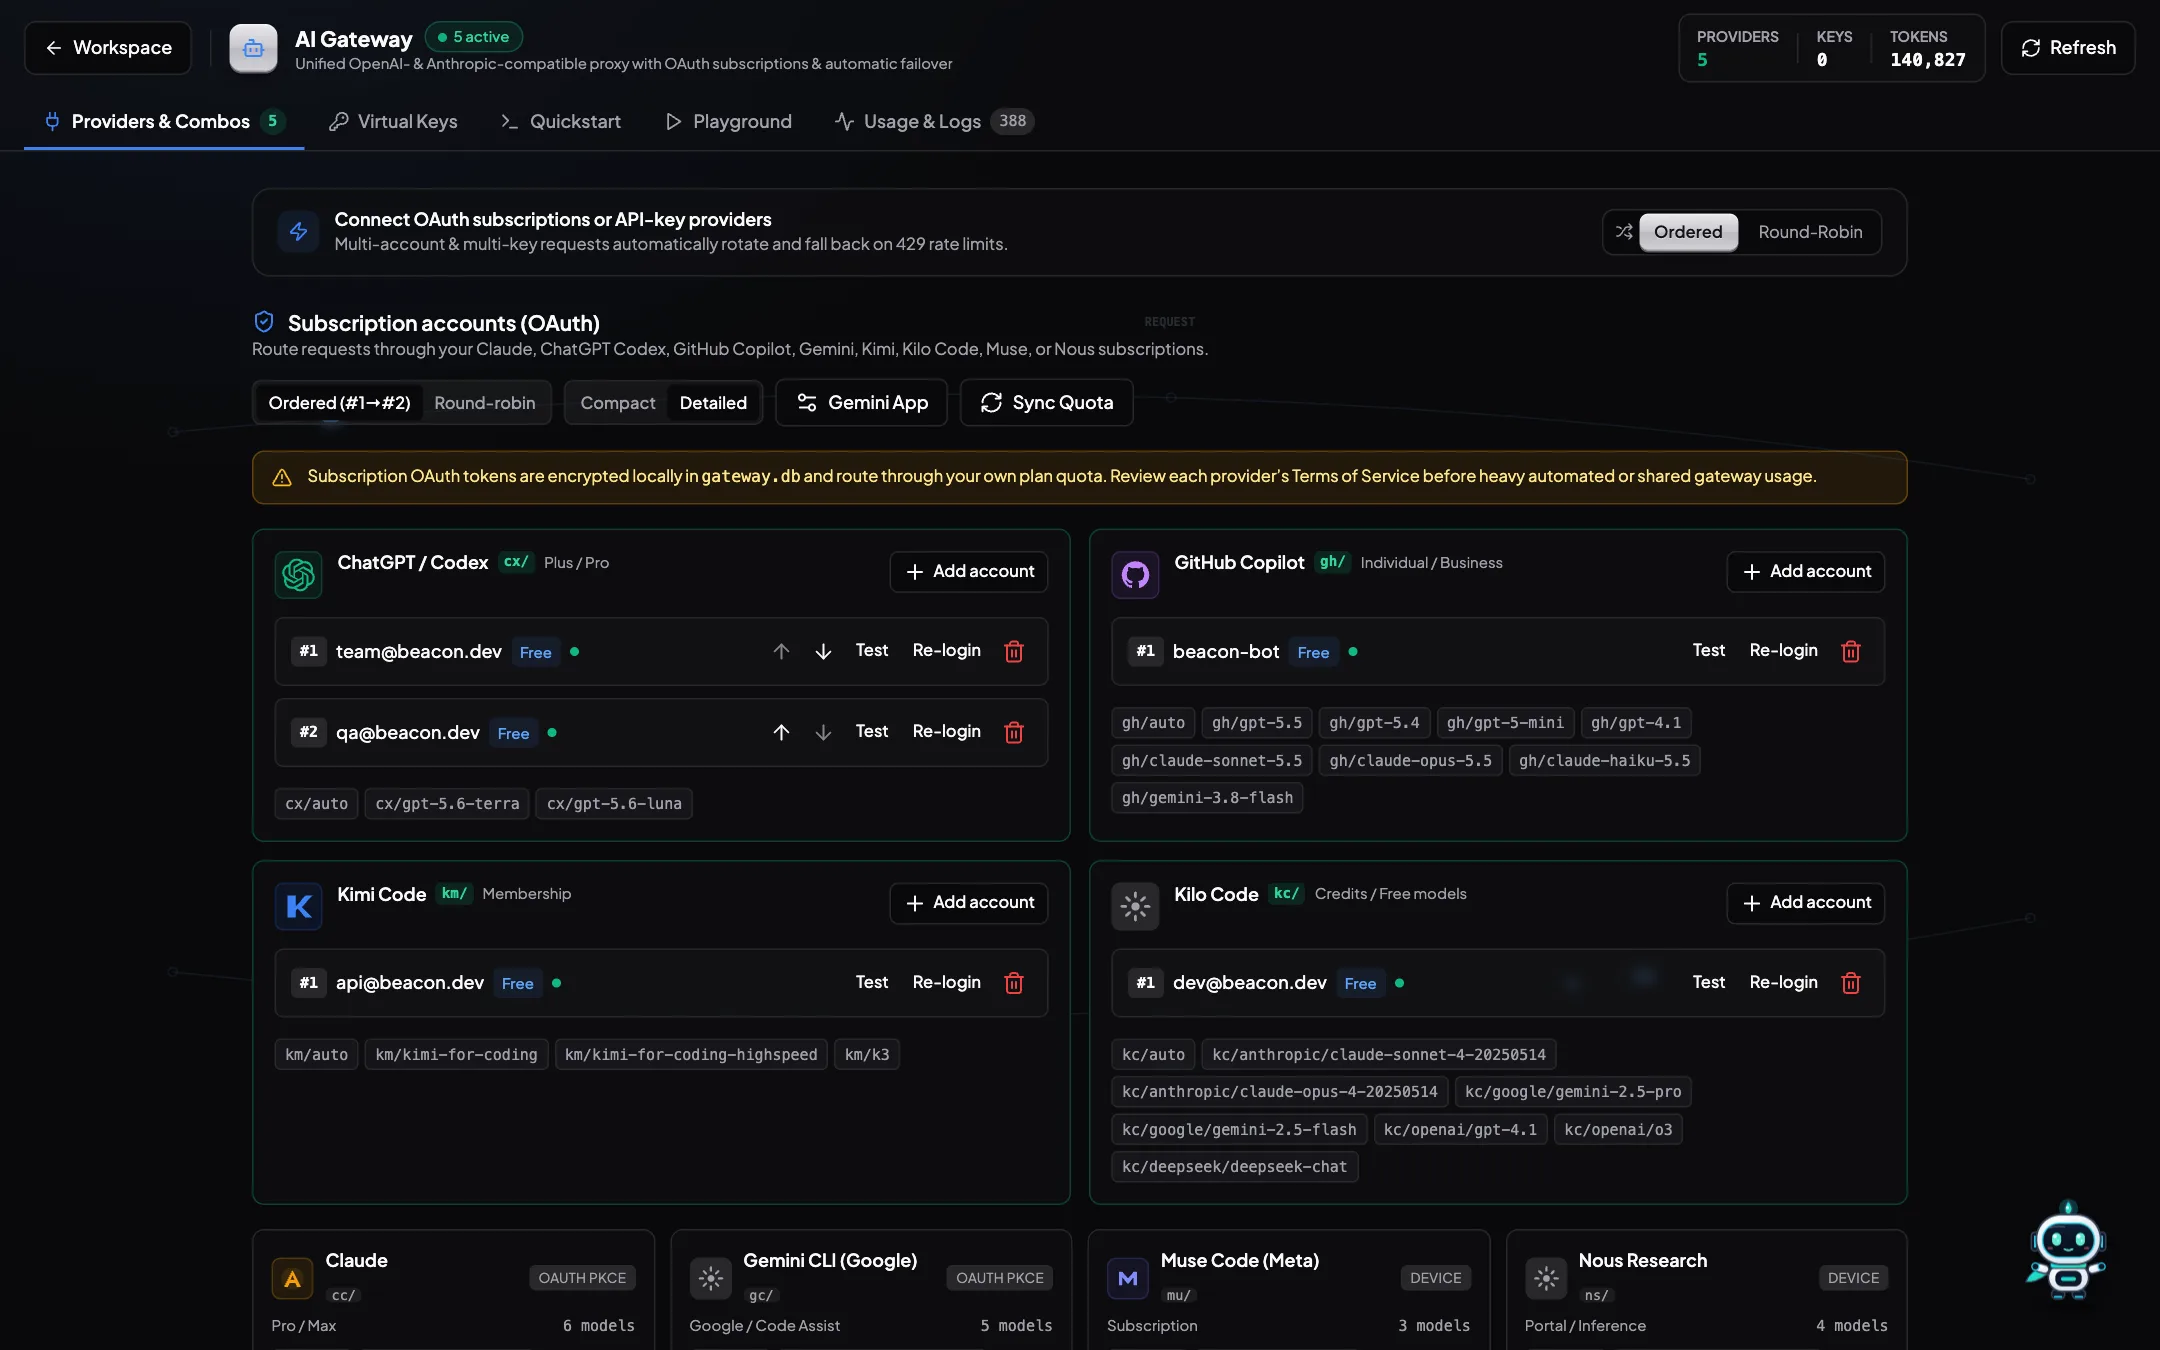 Workspace
AI Gateway
5 active
Unified OpenAI- & Anthropic-compatible proxy with OAuth subscriptions & automatic failover
PROVIDERS
5
KEYS
0
TOKENS
140,827
Refresh
Providers & Combos 5
Virtual Keys
Quickstart
Playground
Usage & Logs 388
Connect OAuth subscriptions or API-key providers
Multi-account & multi-key requests automatically rotate and fall back on 429 rate limits.
Ordered
Round-Robin
Subscription accounts (OAuth)
REQUEST
Route requests through your Claude, ChatGPT Codex, GitHub Copilot, Gemini, Kimi, Kilo Code, Muse, or Nous subscriptions.
Ordered (#1→#2)
Round-robin
Compact
Detailed
Gemini App
Sync Quota
Subscription OAuth tokens are encrypted locally in gateway.db and route through your own plan quota. Review each provider's Terms of Service before heavy automated or shared gateway usage.
ChatGPT / Codex cx/ Plus / Pro
Add account
#1 team@beacon.dev Free ↑ ↓ Test Re-login
#2 qa@beacon.dev Free ↑ ↓ Test Re-login
cx/auto cx/gpt-5.6-terra cx/gpt-5.6-luna
GitHub Copilot gh/ Individual / Business
Add account
#1 beacon-bot Free Test Re-login
gh/auto gh/gpt-5.5 gh/gpt-5.4 gh/gpt-5-mini gh/gpt-4.1
gh/claude-sonnet-5.5 gh/claude-opus-5.5 gh/claude-haiku-5.5
gh/gemini-3.8-flash
K
Kimi Code km/ Membership
Add account
#1 api@beacon.dev Free Test Re-login
km/auto km/kimi-for-coding km/kimi-for-coding-highspeed km/k3
Kilo Code kc/ Credits / Free models
Add account
#1 dev@beacon.dev Free Test Re-login
kc/auto kc/anthropic/claude-sonnet-4-20250514
kc/anthropic/claude-opus-4-20250514 kc/google/gemini-2.5-pro
kc/google/gemini-2.5-flash kc/openai/gpt-4.1 kc/openai/o3
kc/deepseek/deepseek-chat
A
Claude
cc/
OAUTH PKCE
Pro / Max
6 models
Gemini CLI (Google)
gc/
OAUTH PKCE
Google / Code Assist
5 models
M
Muse Code (Meta)
mu/
DEVICE
Subscription
3 models
Nous Research
ns/
DEVICE
Portal / Inference
4 models